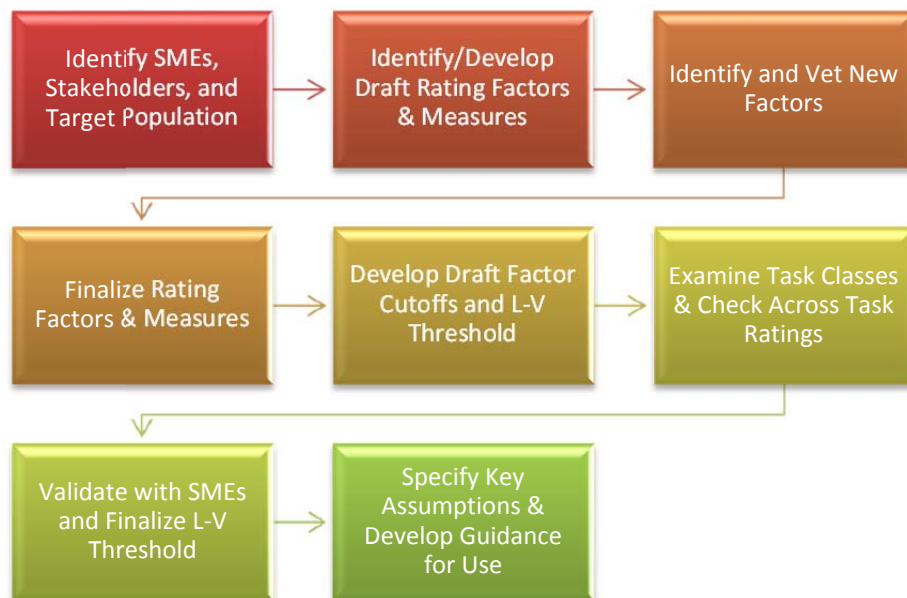 Identify SMEs,
Stakeholders, and
Target Population
Identify/Develop
Draft Rating Factors
& Measures
Identify and Vet New
Factors
Finalize Rating
Factors & Measures
Develop Draft Factor
Cutoffs and L-V
Threshold
Examine Task Classes
& Check Across Task
Ratings
Validate with SMEs
and Finalize L-V
Threshold
Specify Key
Assumptions &
Develop Guidance
for Use